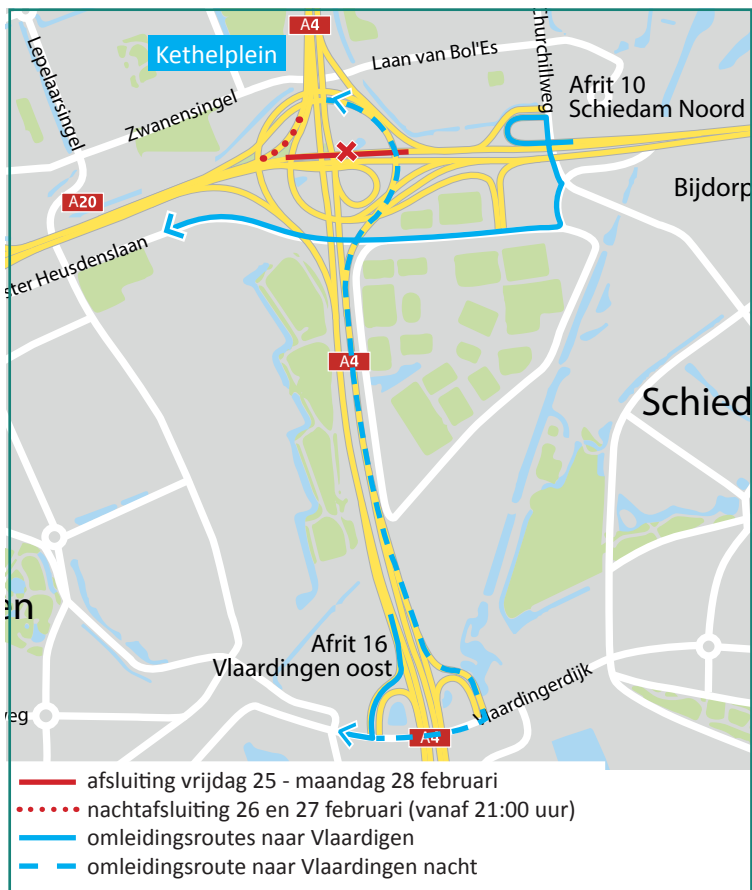 A4
Kethelplein
Lepelaarsingel
Laan van Bol'Es
Churchillweg
Afrit 10
Schiedam Noord
Zwanensingel
A20
Bijdorp
ster Heusdenslaan
A4
Schied
en
Afrit 16
Vlaardingen oost
Vlaardingerdijk
weg
A4
afsluiting vrijdag 25 - maandag 28 februari
nachtafsluiting 26 en 27 februari (vanaf 21:00 uur)
omleidingsroutes naar Vlaardigen
omleidingsroute naar Vlaardingen nacht